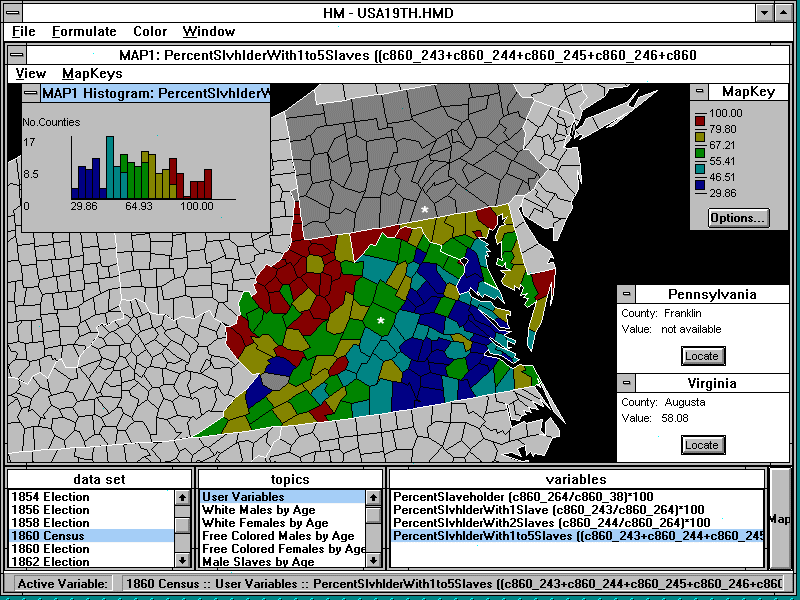 HM - USA19TH.HMD
File Formulate Color Window
MAP1: PercentSlvhlderWith1to5Slaves ((c860_243+c860_244+c860_245+c860_246+c860
View MapKeys
MAP1 Histogram: PercentSlvhlderW
No.Counties
17
8.5
0
29.86 64.93 100.00
MapKey
100.00
79.80
67.21
55.41
46.51
29.86
Options...
*
*
Pennsylvania
County: Franklin
Value: not available
Locate
Virginia
County: Augusta
Value: 58.08
Locate
data set
1854 Election
1856 Election
1858 Election
1860 Census
1860 Election
1862 Election
topics
User Variables
White Males by Age
White Females by Age
Free Colored Males by Age
Free Colored Females by Age
Male Slaves by Age
variables
PercentSlaveholder (c860_264/c860_38)*100
PercentSlvhlderWith1Slave (c860_243/c860_264)*100
PercentSlvhlderWith2Slaves (c860_244/c860_264)*100
PercentSlvhlderWith1to5Slaves ((c860_243+c860_244+c860_245
Map
Active Variable: 1860 Census :: User Variables :: PercentSlvhlderWith1to5Slaves ((c860_243+c860_244+c860_245+c860_246+c860